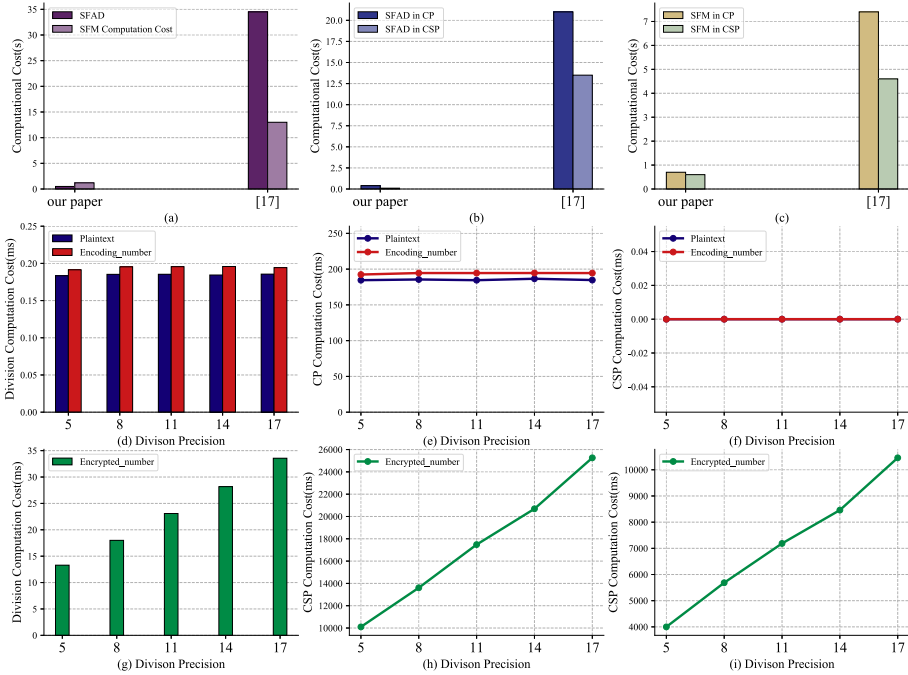 Computational Cost(s)
35
30
25
20
15
10
5
0
SFAD
SFM Computation Cost
our paper
[17]
(a)
Computational Cost(s)
20.0
17.5
15.0
12.5
10.0
7.5
5.0
2.5
0.0
SFAD in CP
SFAD in CSP
our paper
[17]
(b)
Computational Cost(s)
7
6
5
4
3
2
1
0
SFM in CP
SFM in CSP
our paper
[17]
(c)
Division Computation Cost(ms)
0.25
0.20
0.15
0.10
0.05
0.00
Plaintext
Encoding_number
5 8 11 14 17
(d) Divison Precision
CP Computation Cost(ms)
250
200
150
100
50
0
Plaintext
Encoding_number
5 8 11 14 17
(e) Divison Precision
CSP Computation Cost(ms)
0.04
0.02
0.00
-0.02
-0.04
Plaintext
Encoding_number
5 8 11 14 17
(f) Divison Precision
Division Computation Cost(ms)
35
30
25
20
15
10
5
0
Encrypted_number
5 8 11 14 17
(g) Divison Precision
CSP Computation Cost(ms)
26000
24000
22000
20000
18000
16000
14000
12000
10000
Encrypted_number
5 8 11 14 17
(h) Divison Precision
CSP Computation Cost(ms)
10000
9000
8000
7000
6000
5000
4000
Encrypted_number
5 8 11 14 17
(i) Divison Precision